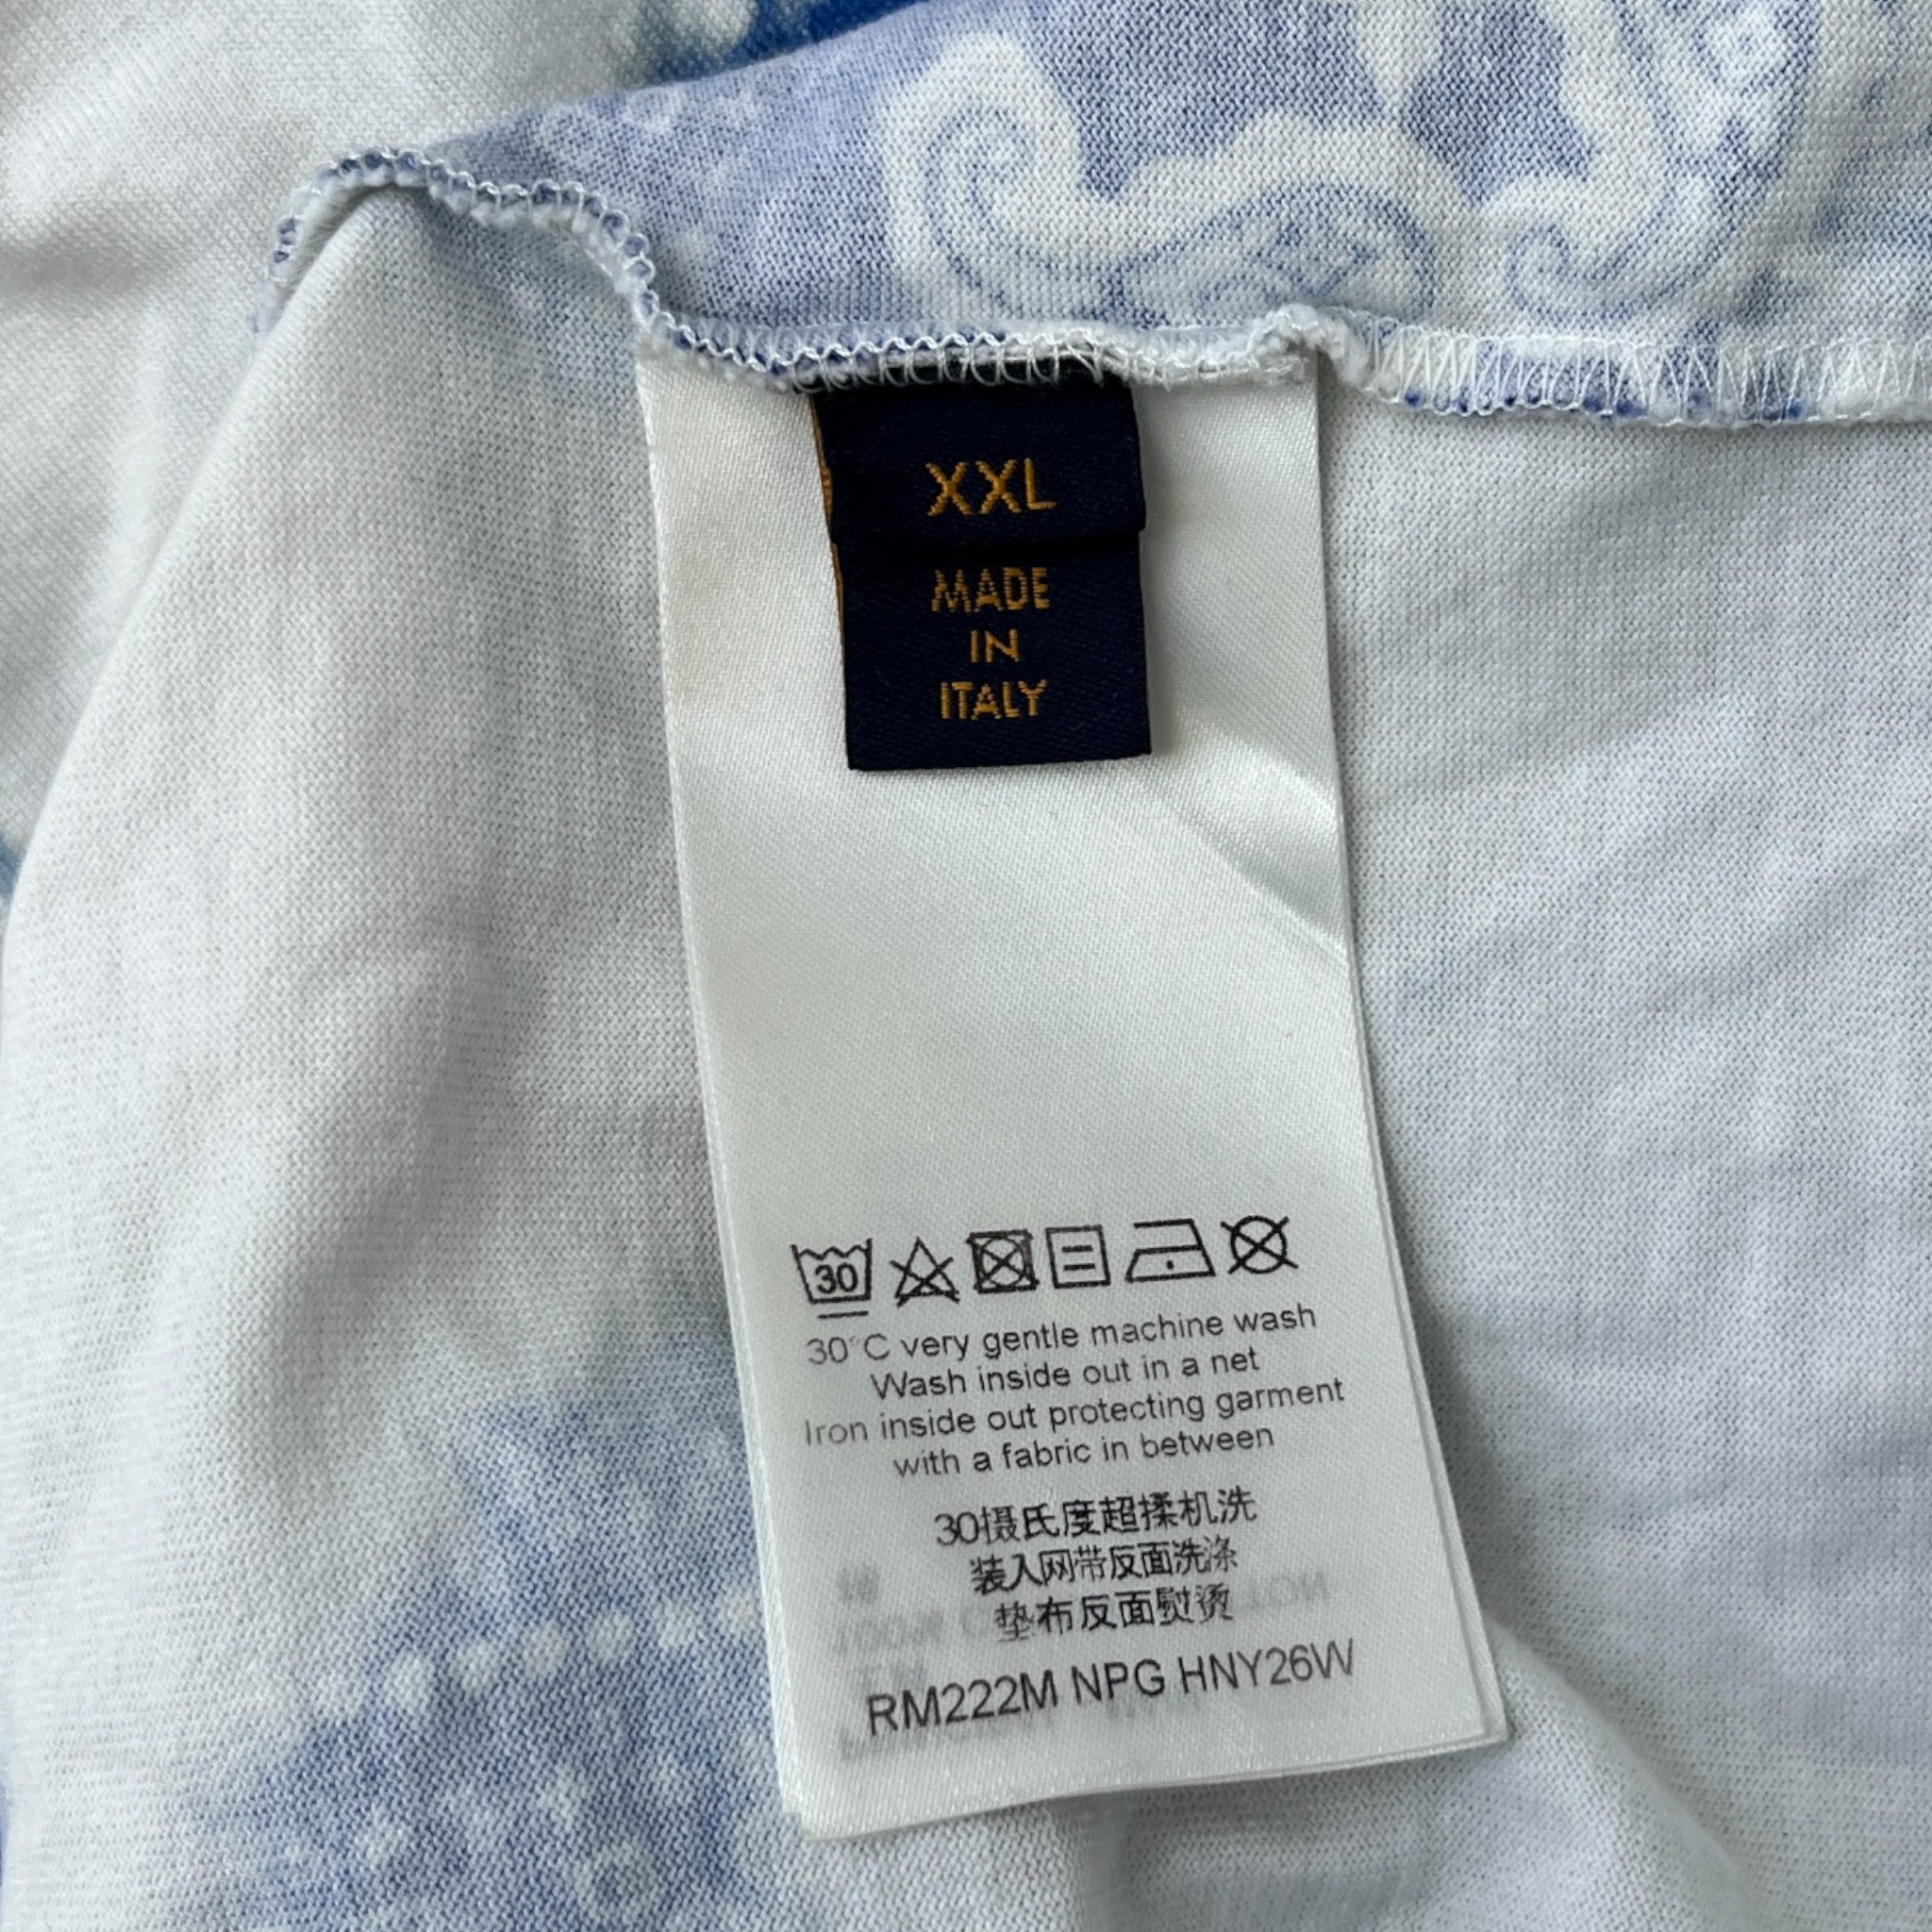 XXL
MADE
IN
ITALY
30
30°C very gentle machine wash
Wash inside out in a net
Iron inside out protecting garment
with a fabric in between
30摄氏度超揉机洗
装入网带反面洗涤
垫布反面熨烫
RM222M NPG HNY26W